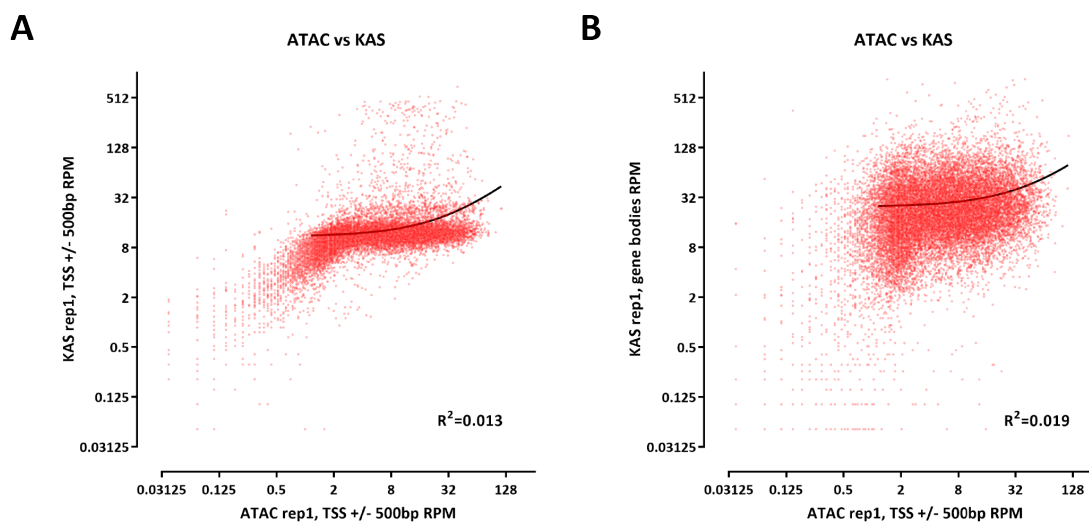 A
ATAC vs KAS
KAS rep1, TSS +/- 500bp RPM
512
128
32
8
2
0.5
0.125
0.03125
R²=0.013
0.03125 0.125 0.5 2 8 32 128
ATAC rep1, TSS +/- 500bp RPM
B
ATAC vs KAS
KAS rep1, gene bodies RPM
512
128
32
8
2
0.5
0.125
0.03125
R²=0.019
0.03125 0.125 0.5 2 8 32 128
ATAC rep1, TSS +/- 500bp RPM